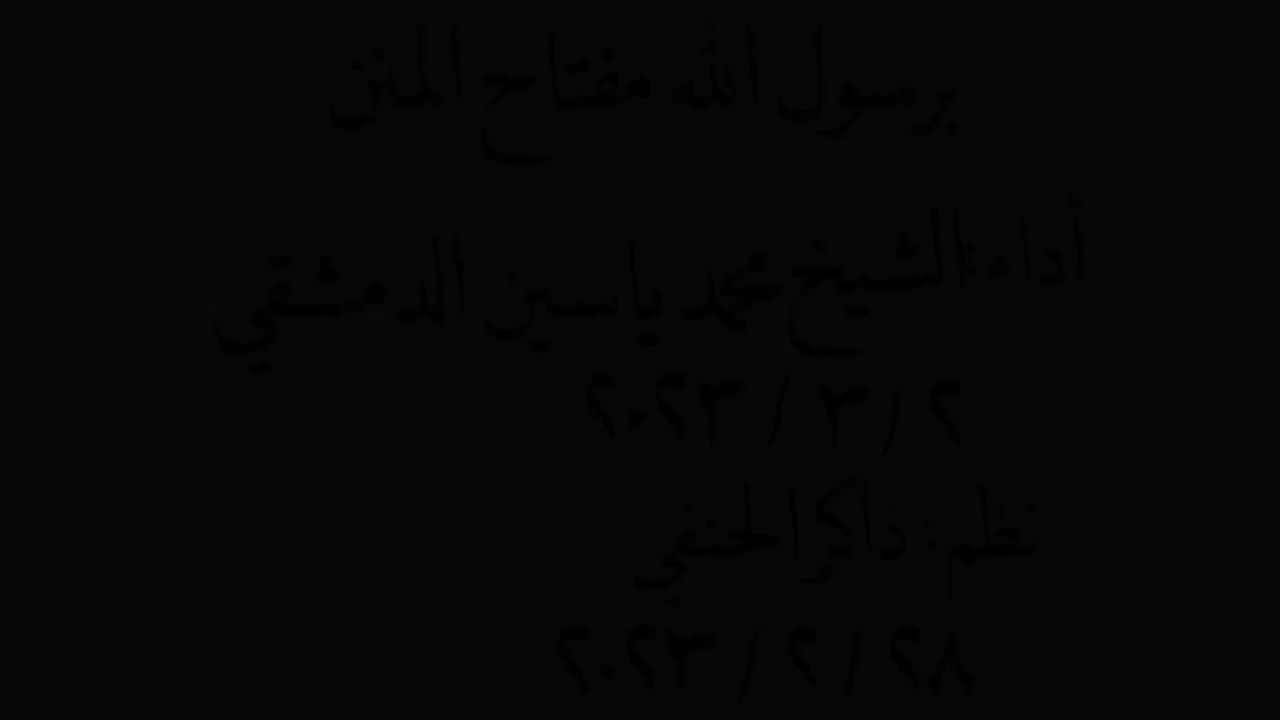 برسول الله مفتاح المنن
أداء:الشيخ محمد ياسين الدمشقي
٢ / ٣ / ٢٠٢٣
نظم: ذاكر الحنفي
٢٨ / ٢ / ٢٠٢٣